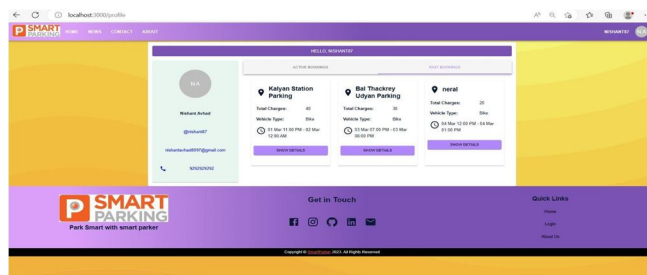 localhost:3000/profile
P SMART PARKING HOME NEWS CONTACT ABOUT NISHANT87 NA
HELLO, NISHANT87
ACTIVE BOOKINGS PAST BOOKINGS
NA
Nishant Avhad
@nishant87
9292929292
Kalyan Station Parking
Total Charges: 40
Vehicle Type: Bike
01 Mar 11:00 PM - 02 Mar 12:00 AM
SHOW DETAILS
Bal Thackrey Udyan Parking
Total Charges: 30
Vehicle Type: Bike
03 Mar 07:00 PM - 03 Mar 08:00 PM
SHOW DETAILS
neral
Total Charges: 20
Vehicle Type: Bike
04 Mar 12:00 PM - 04 Mar 01:00 PM
SHOW DETAILS
P SMART PARKING
Park Smart with smart parker
Get in Touch
Quick Links
Home
Login
About Us
Copyright © SmartParker 2023. All Rights Reserved